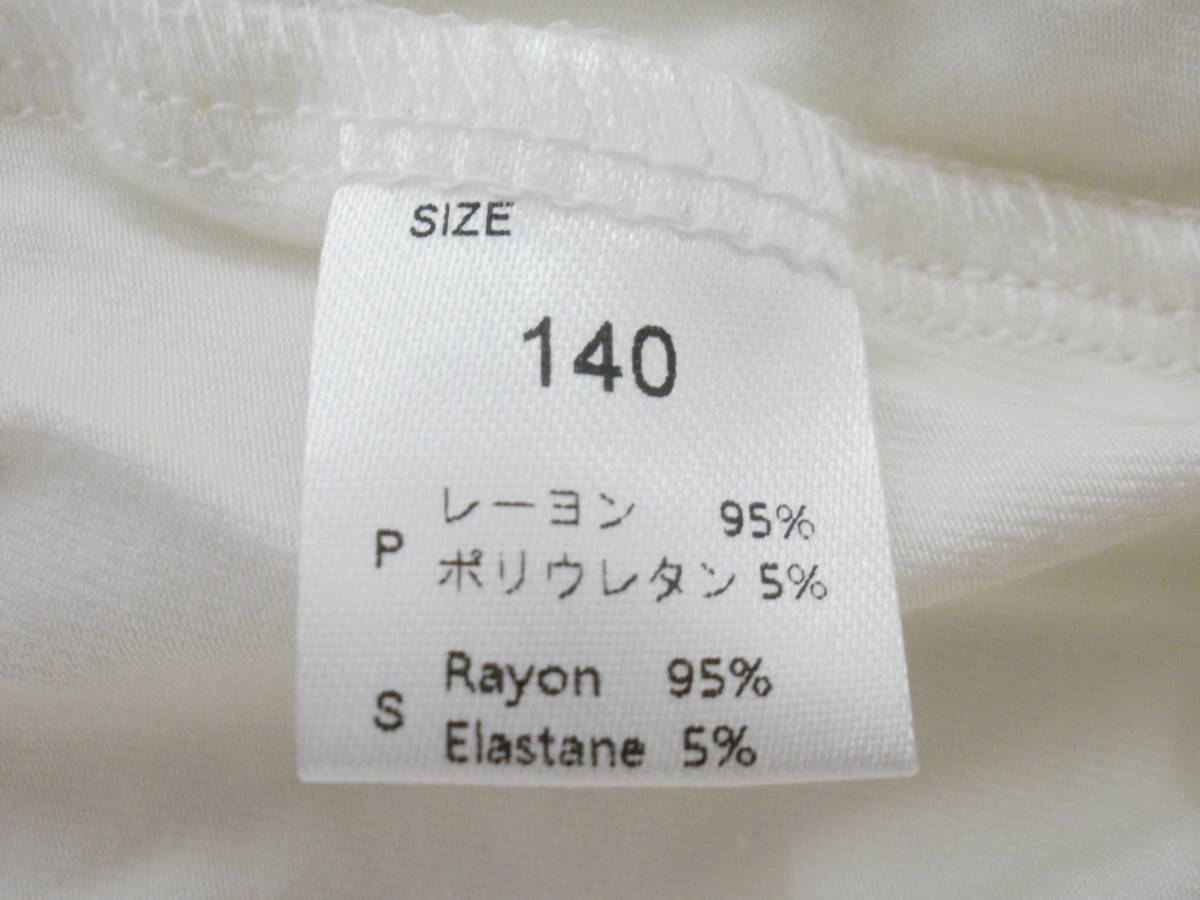 SIZE
140
P
レーヨン 95%
ポリウレタン 5%
S
Rayon 95%
Elastane 5%